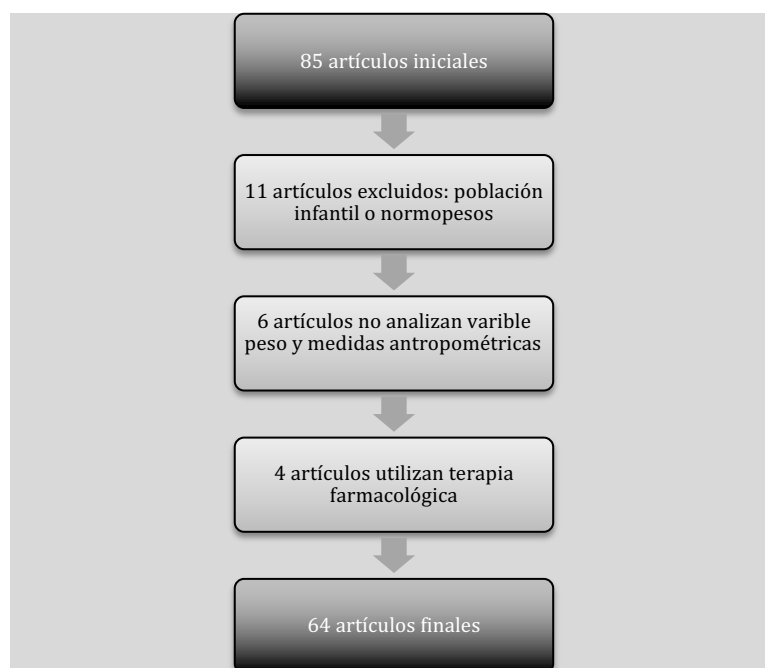 85 artículos iniciales
11 artículos excluidos: población
infantil o normopesos
6 artículos no analizan varible
peso y medidas antropométricas
4 artículos utilizan terapia
farmacológica
64 artículos finales